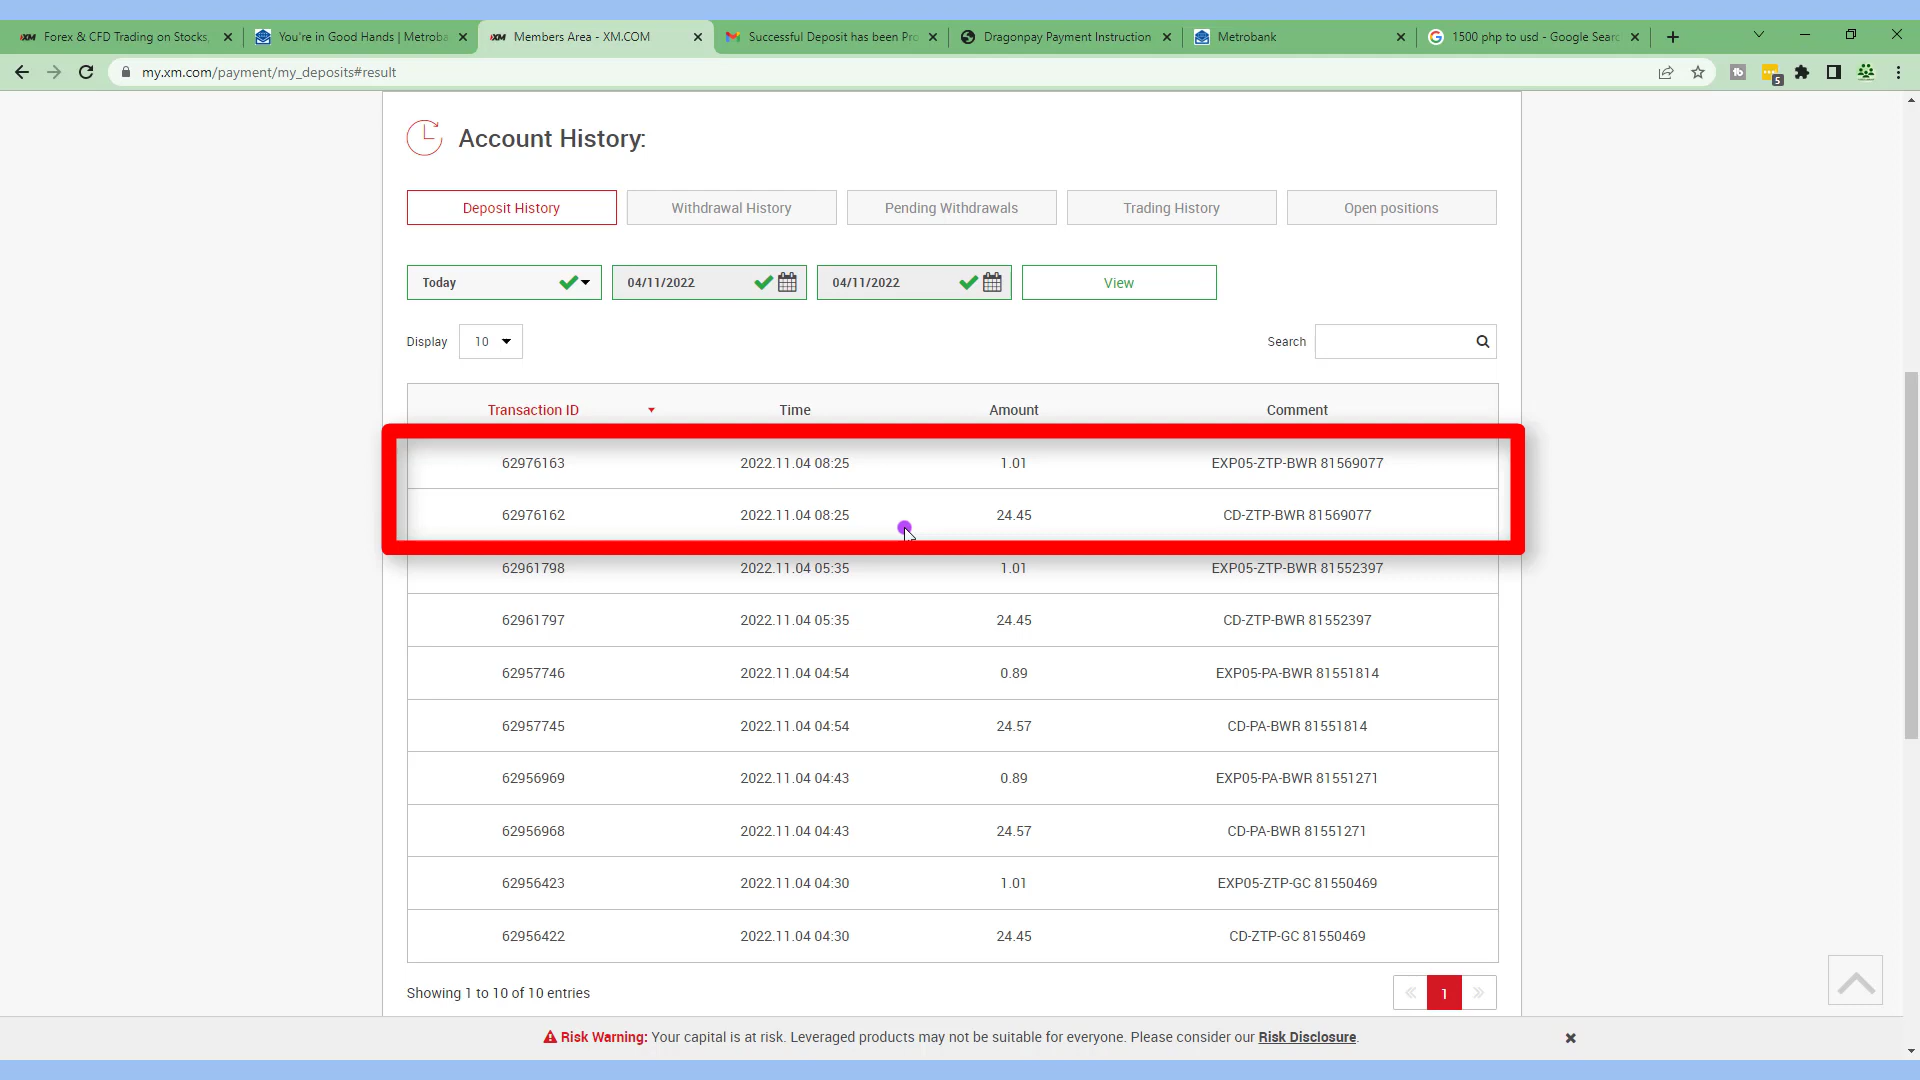 XM Forex & CFD Trading on Stocks, You're in Good Hands | Metroba XM Members Area - XM.COM Successful Deposit has been Pro Dragonpay Payment Instruction Metrobank 1500 php to usd - Google Sear
my.xm.com/payment/my_deposits#result 5
Account History:
Deposit History Withdrawal History Pending Withdrawals Trading History Open positions
Today 04/11/2022 04/11/2022 View
Display 10 Search
Transaction ID Time Amount Comment
62976163 2022.11.04 08:25 1.01 EXP05-ZTP-BWR 81569077
62976162 2022.11.04 08:25 24.45 CD-ZTP-BWR 81569077
62961798 2022.11.04 05:35 1.01 EXP05-ZTP-BWR 81552397
62961797 2022.11.04 05:35 24.45 CD-ZTP-BWR 81552397
62957746 2022.11.04 04:54 0.89 EXP05-PA-BWR 81551814
62957745 2022.11.04 04:54 24.57 CD-PA-BWR 81551814
62956969 2022.11.04 04:43 0.89 EXP05-PA-BWR 81551271
62956968 2022.11.04 04:43 24.57 CD-PA-BWR 81551271
62956423 2022.11.04 04:30 1.01 EXP05-ZTP-GC 81550469
62956422 2022.11.04 04:30 24.45 CD-ZTP-GC 81550469
Showing 1 to 10 of 10 entries « 1 »
Risk Warning: Your capital is at risk. Leveraged products may not be suitable for everyone. Please consider our Risk Disclosure.